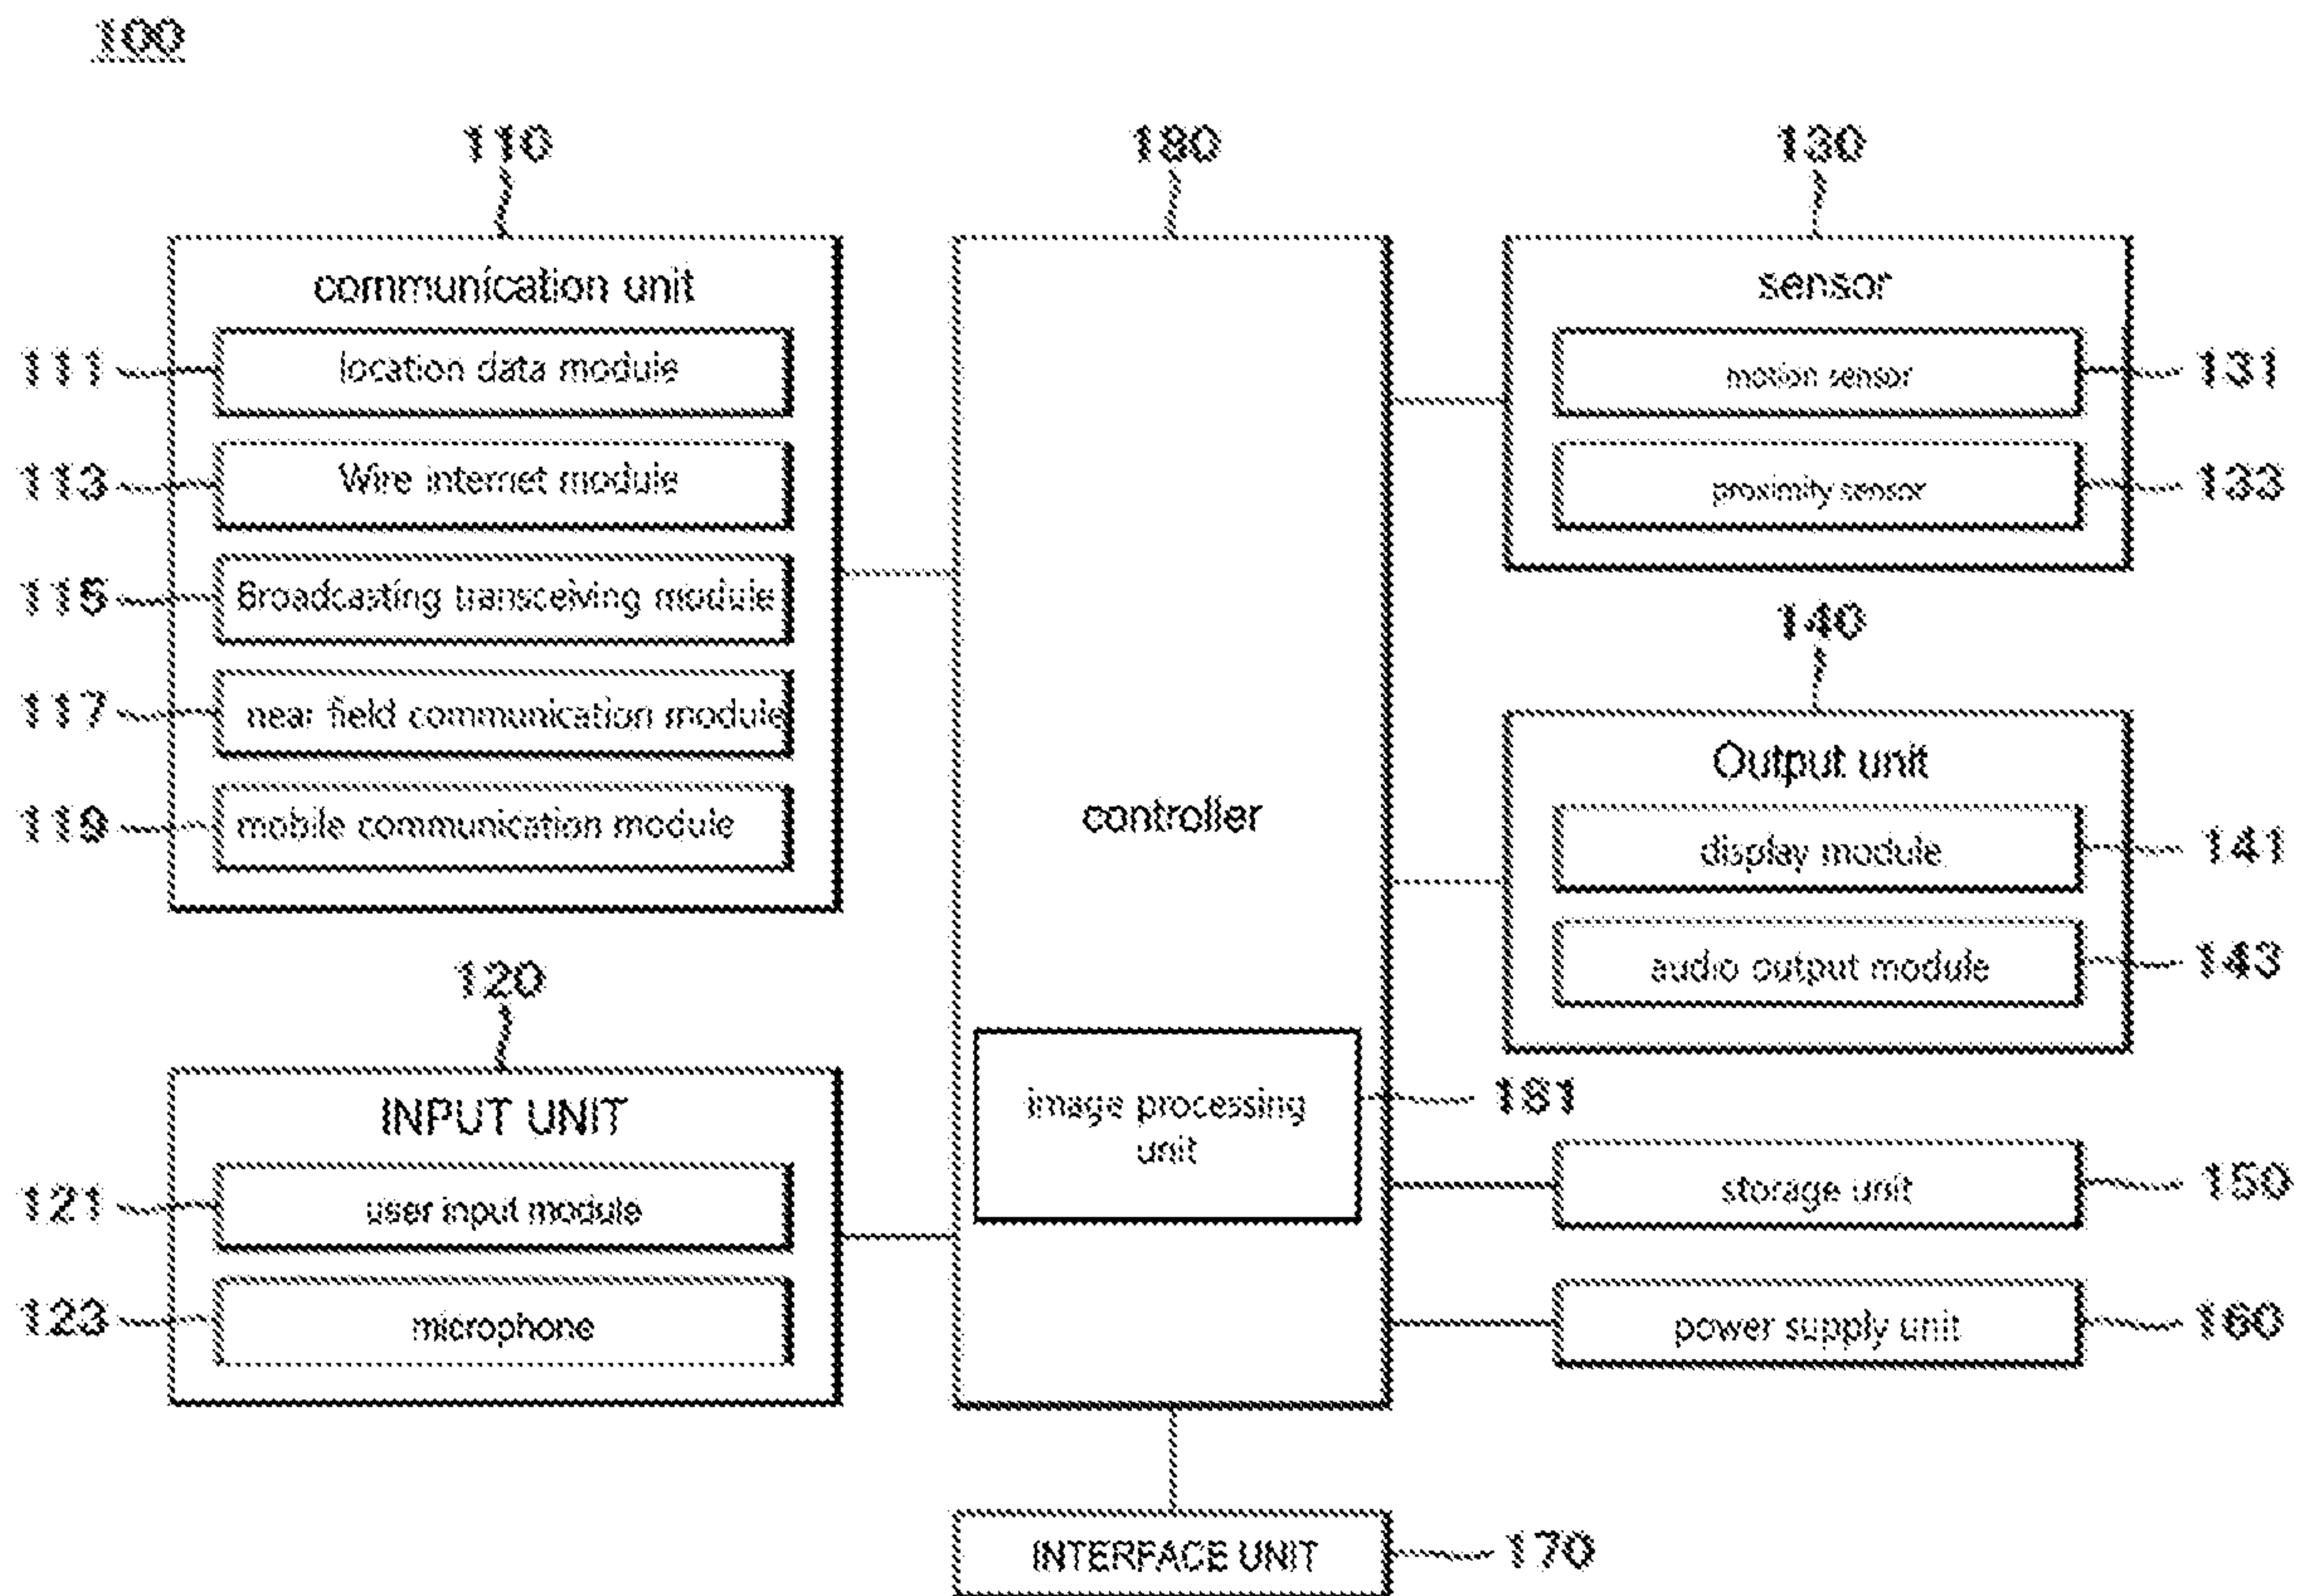 100
110
180
130
communication unit
sensor
111
location data module
motion sensor
131
113
Wire internet module
proximity sensor
133
115
Broadcasting transceiving module
140
117
near field communication module
Output unit
119
mobile communication module
controller
display module
141
audio output module
143
120
INPUT UNIT
image processing
unit
181
121
user input module
storage unit
150
123
microphone
power supply unit
160
INTERFACE UNIT
170